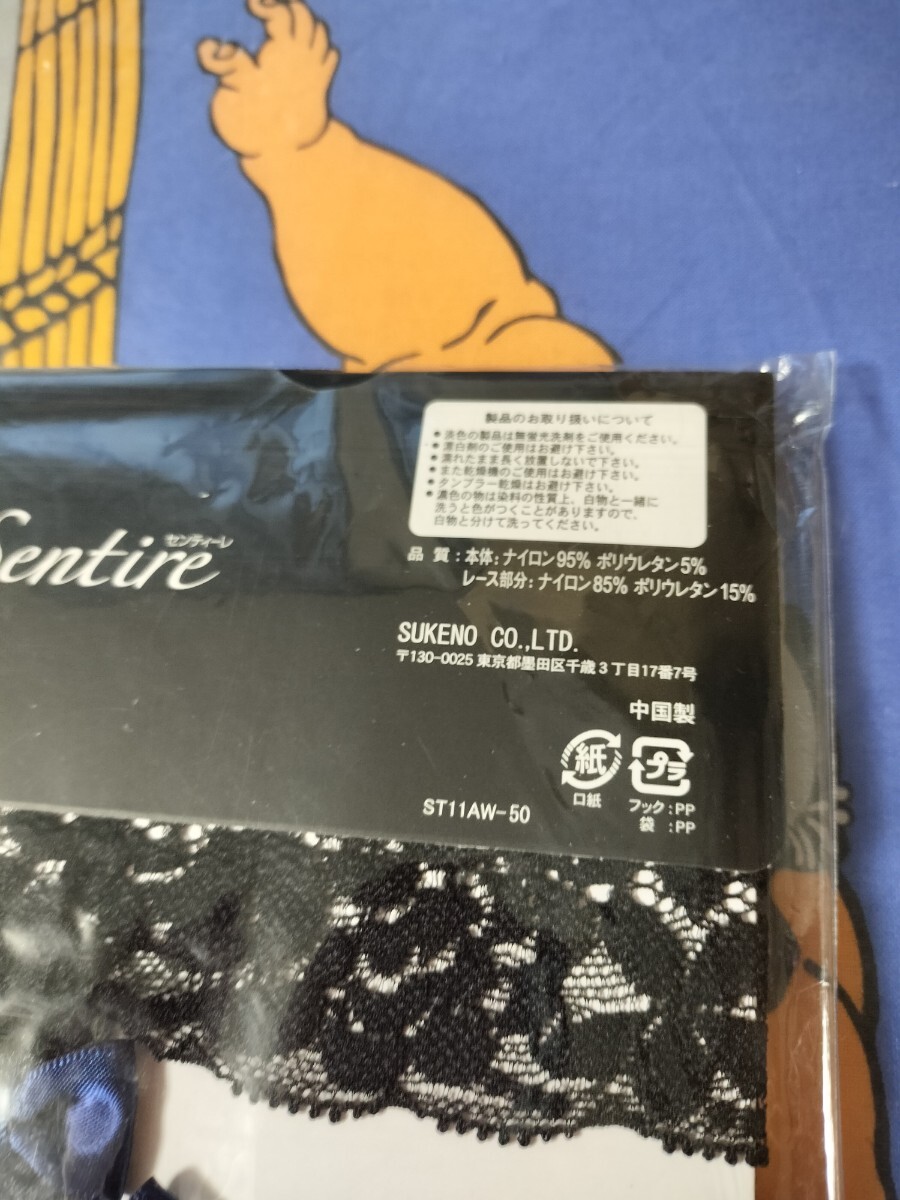 製品のお取り扱いについて
●淡色の製品は無蛍光洗剤をご使用ください。
●漂白剤のご使用はお避け下さい。
●濡れたまま長く放置しないで下さい。
●また乾燥機のご使用はお避け下さい。
●タンブラー乾燥はお避け下さい。
●濃色の物は染料の性質上、白物と一緒に
洗うと色がつくことがありますので、
白物と分けて洗ってください。
センティーレ
Sentire
品 質：本体：ナイロン95% ポリウレタン5%
レース部分：ナイロン85% ポリウレタン15%
SUKENO CO.,LTD.
〒130-0025 東京都墨田区千歳3丁目17番7号
中国製
紙
プラ
口紙
フック：PP
袋 ：PP
ST11AW-50